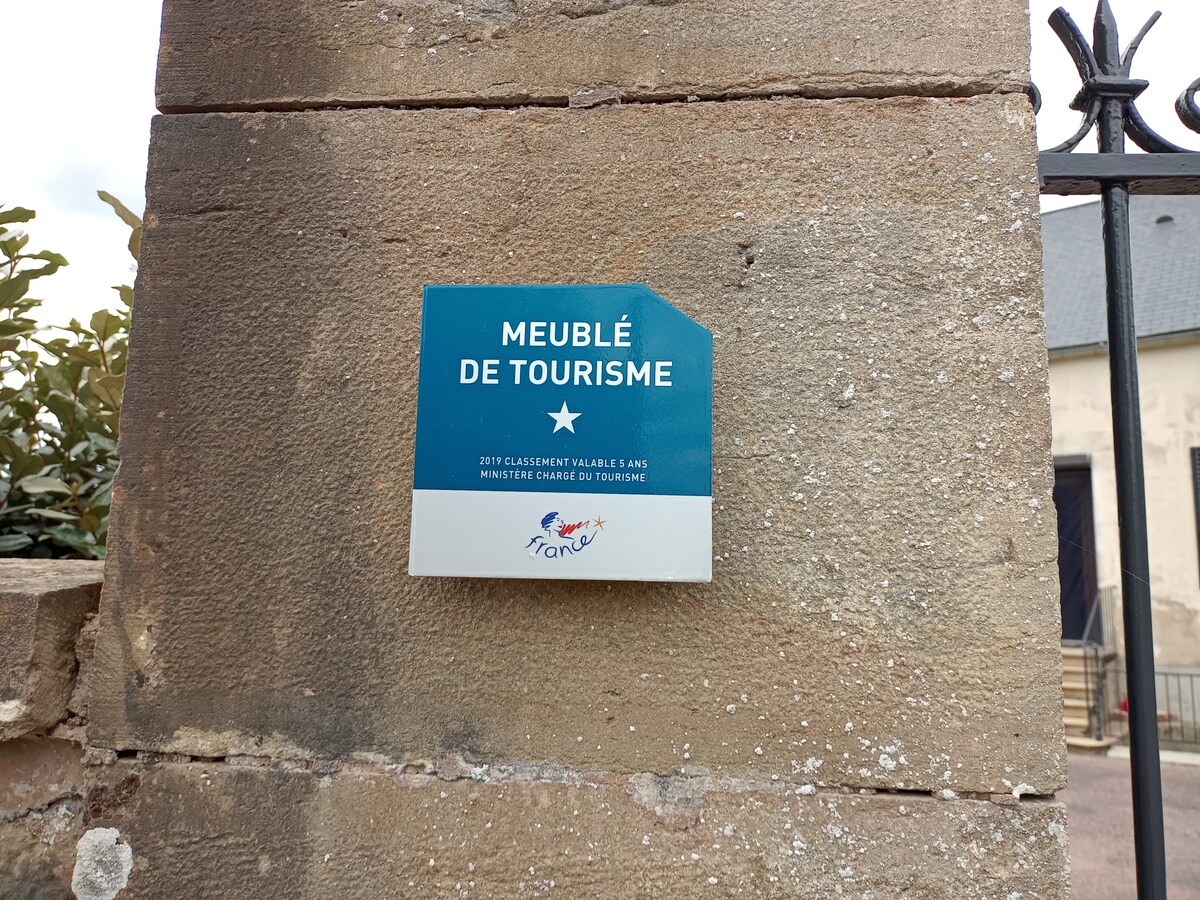 MEUBLÉ
DE TOURISME
2019 CLASSEMENT VALABLE 5 ANS
MINISTÈRE CHARGÉ DU TOURISME
france